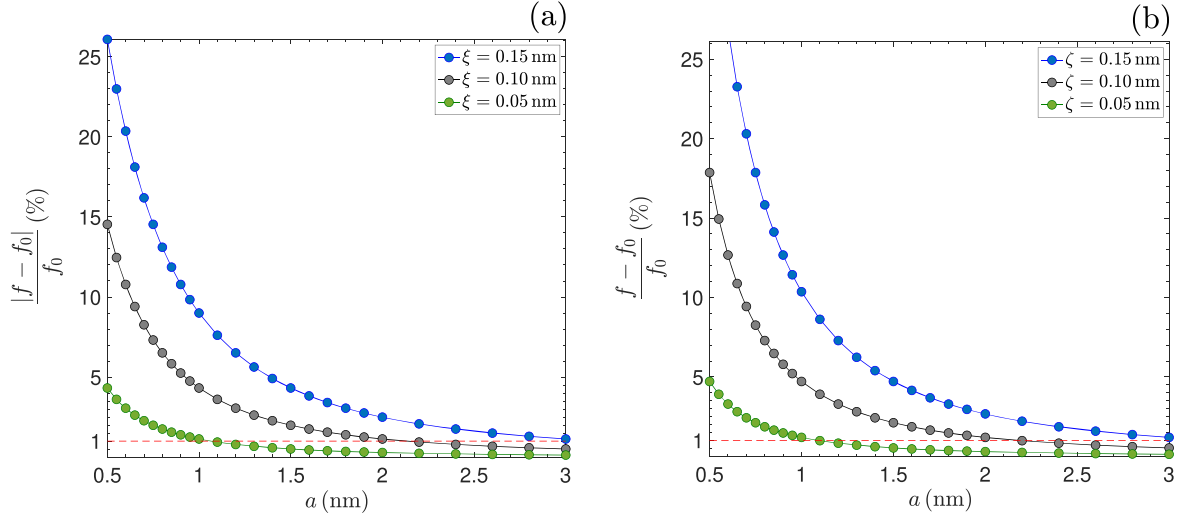 (a)
25
20
15
10
5
1
0.5 1 1.5 2 2.5 3
a (nm)
|f − f₀|
f₀
(%)
ξ = 0.15 nm
ξ = 0.10 nm
ξ = 0.05 nm
(b)
25
20
15
10
5
1
0.5 1 1.5 2 2.5 3
a (nm)
f − f₀
f₀
(%)
ζ = 0.15 nm
ζ = 0.10 nm
ζ = 0.05 nm